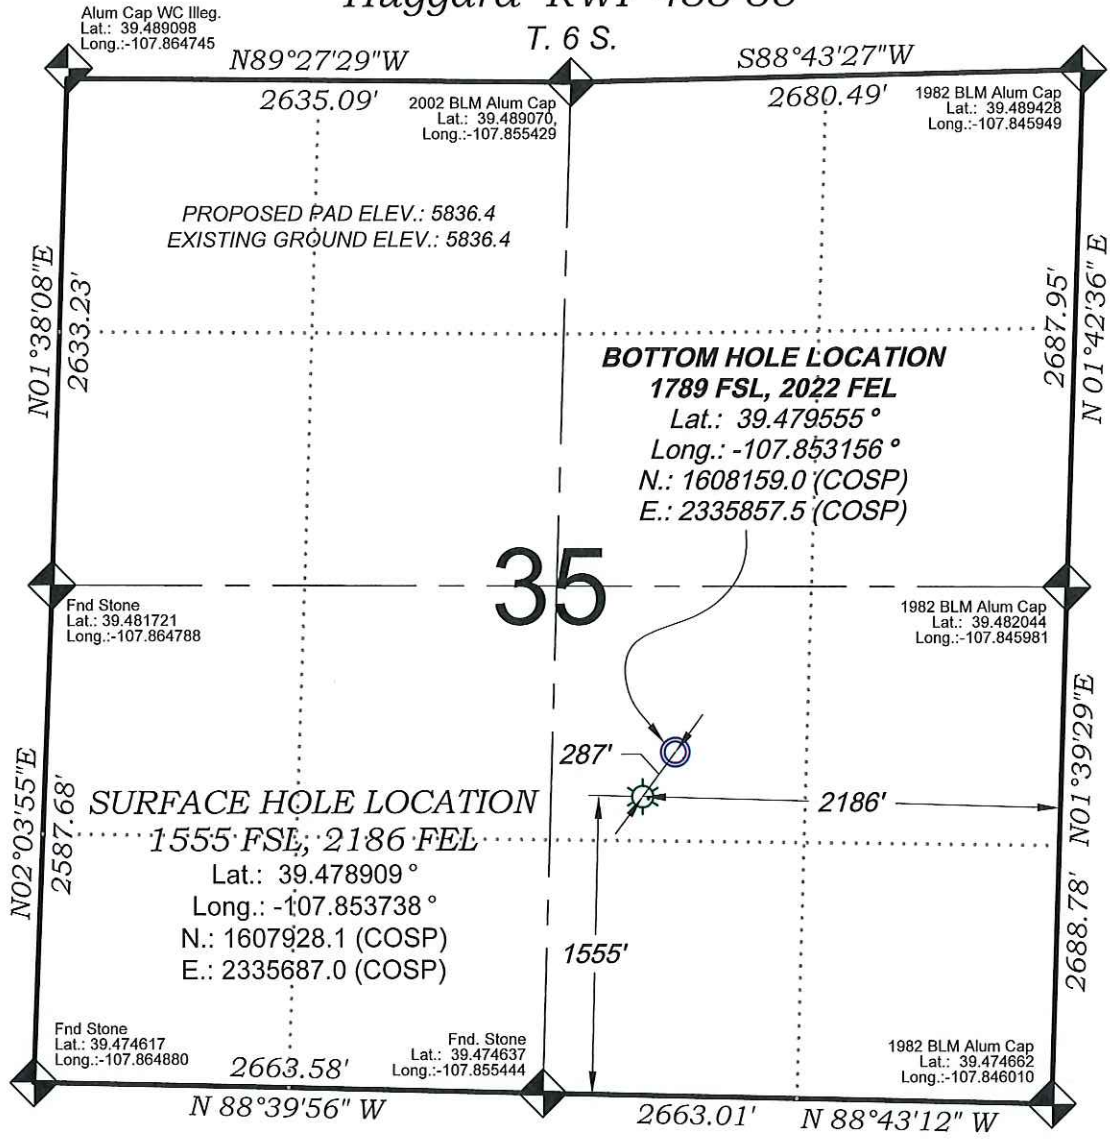 Haggard RWF 433-35
T. 6 S.
Alum Cap WC Illeg.
Lat.: 39.489098
Long.:-107.864745
N89°27'29"W
2635.09'
2002 BLM Alum Cap
Lat.: 39.489070,
Long.:-107.855429
S88°43'27"W
2680.49'
1982 BLM Alum Cap
Lat.: 39.489428
Long.:-107.845949
PROPOSED PAD ELEV.: 5836.4
EXISTING GROUND ELEV.: 5836.4
N01°38'08"E
2633.23'
2687.95'
N 01°42'36" E
BOTTOM HOLE LOCATION
1789 FSL, 2022 FEL
Lat.: 39.479555°
Long.: -107.853156°
N.: 1608159.0 (COSP)
E.: 2335857.5 (COSP)
35
Fnd Stone
Lat.: 39.481721
Long.:-107.864788
1982 BLM Alum Cap
Lat.: 39.482044
Long.:-107.845981
287'
2186'
N02°03'55"E
2587.68'
N01°39'29"E
2688.78'
SURFACE HOLE LOCATION
1555 FSL, 2186 FEL
Lat.: 39.478909°
Long.: -107.853738°
N.: 1607928.1 (COSP)
E.: 2335687.0 (COSP)
1555'
Fnd Stone
Lat.: 39.474617
Long.:-107.864880
2663.58'
N 88°39'56" W
Fnd. Stone
Lat.: 39.474637
Long.:-107.855444
1982 BLM Alum Cap
Lat.: 39.474662
Long.:-107.846010
2663.01'
N 88°43'12" W